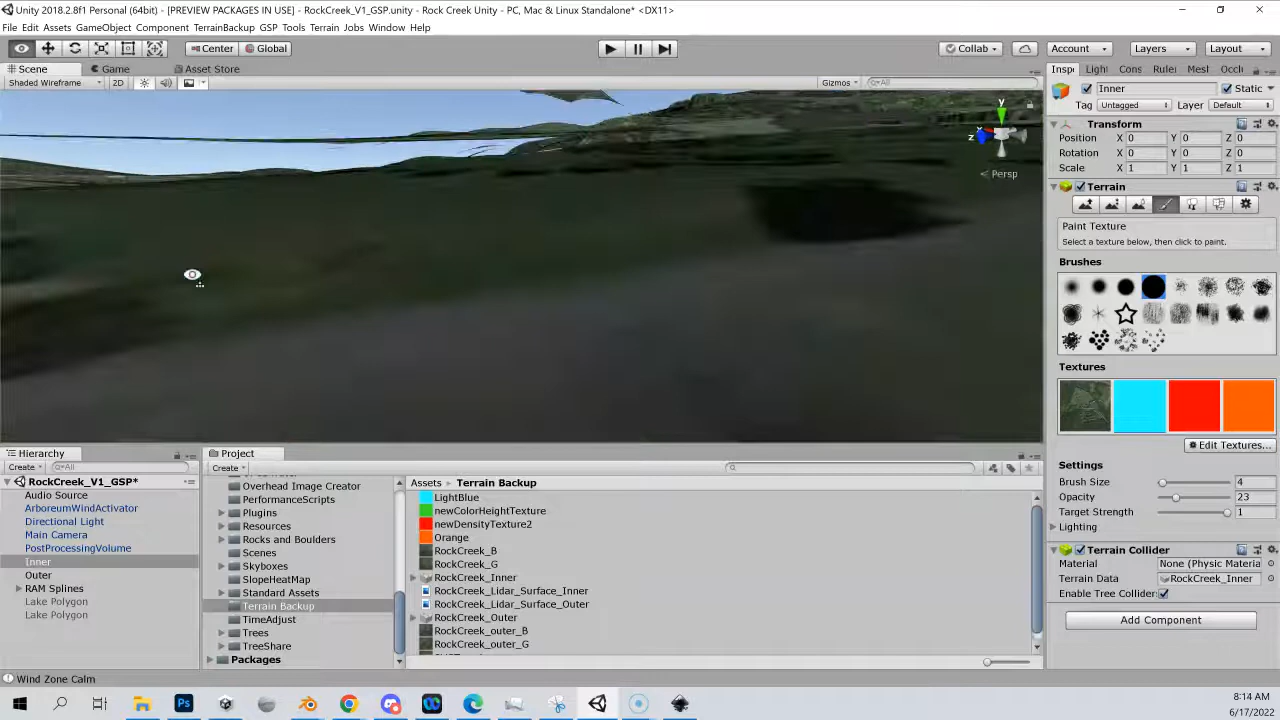 Unity 2018.2.8f1 Personal (64bit) - [PREVIEW PACKAGES IN USE] - RockCreek_V1_GSP.unity - Rock Creek Unity - PC, Mac & Linux Standalone* <DX11>
File Edit Assets GameObject Component TerrainBackup GSP Tools Terrain Jobs Window Help
Center Global Collab Account Layers Layout
Scene Game Asset Store
Shaded Wireframe 2D Gizmos All
y
x
z
Persp
Inspe Light Cons Rule Mesh Occlu
Inner Static
Tag Untagged Layer Default
Transform
Position X 0 Y 0 Z 0
Rotation X 0 Y 0 Z 0
Scale X 1 Y 1 Z 1
Terrain
Paint Texture
Select a texture below, then click to paint.
Brushes
Textures
Edit Textures...
Settings
Brush Size 4
Opacity 23
Target Strength 1
Lighting
Terrain Collider
Material None (Physic Materia
Terrain Data RockCreek_Inner
Enable Tree Colliders
Add Component
Hierarchy
Create All
RockCreek_V1_GSP*
Audio Source
ArboreumWindActivator
Directional Light
Main Camera
PostProcessingVolume
Inner
Outer
RAM Splines
Lake Polygon
Lake Polygon
Project
Create
Overhead Image Creator
PerformanceScripts
Plugins
Resources
Rocks and Boulders
Scenes
Skyboxes
SlopeHeatMap
Standard Assets
Terrain Backup
TimeAdjust
Trees
TreeShare
Packages
Assets Terrain Backup
LightBlue
newColorHeightTexture
newDensityTexture2
Orange
RockCreek_B
RockCreek_G
RockCreek_Inner
RockCreek_Lidar_Surface_Inner
RockCreek_Lidar_Surface_Outer
RockCreek_Outer
RockCreek_outer_B
RockCreek_outer_G
Wind Zone Calm
Ps
8:14 AM
6/17/2022